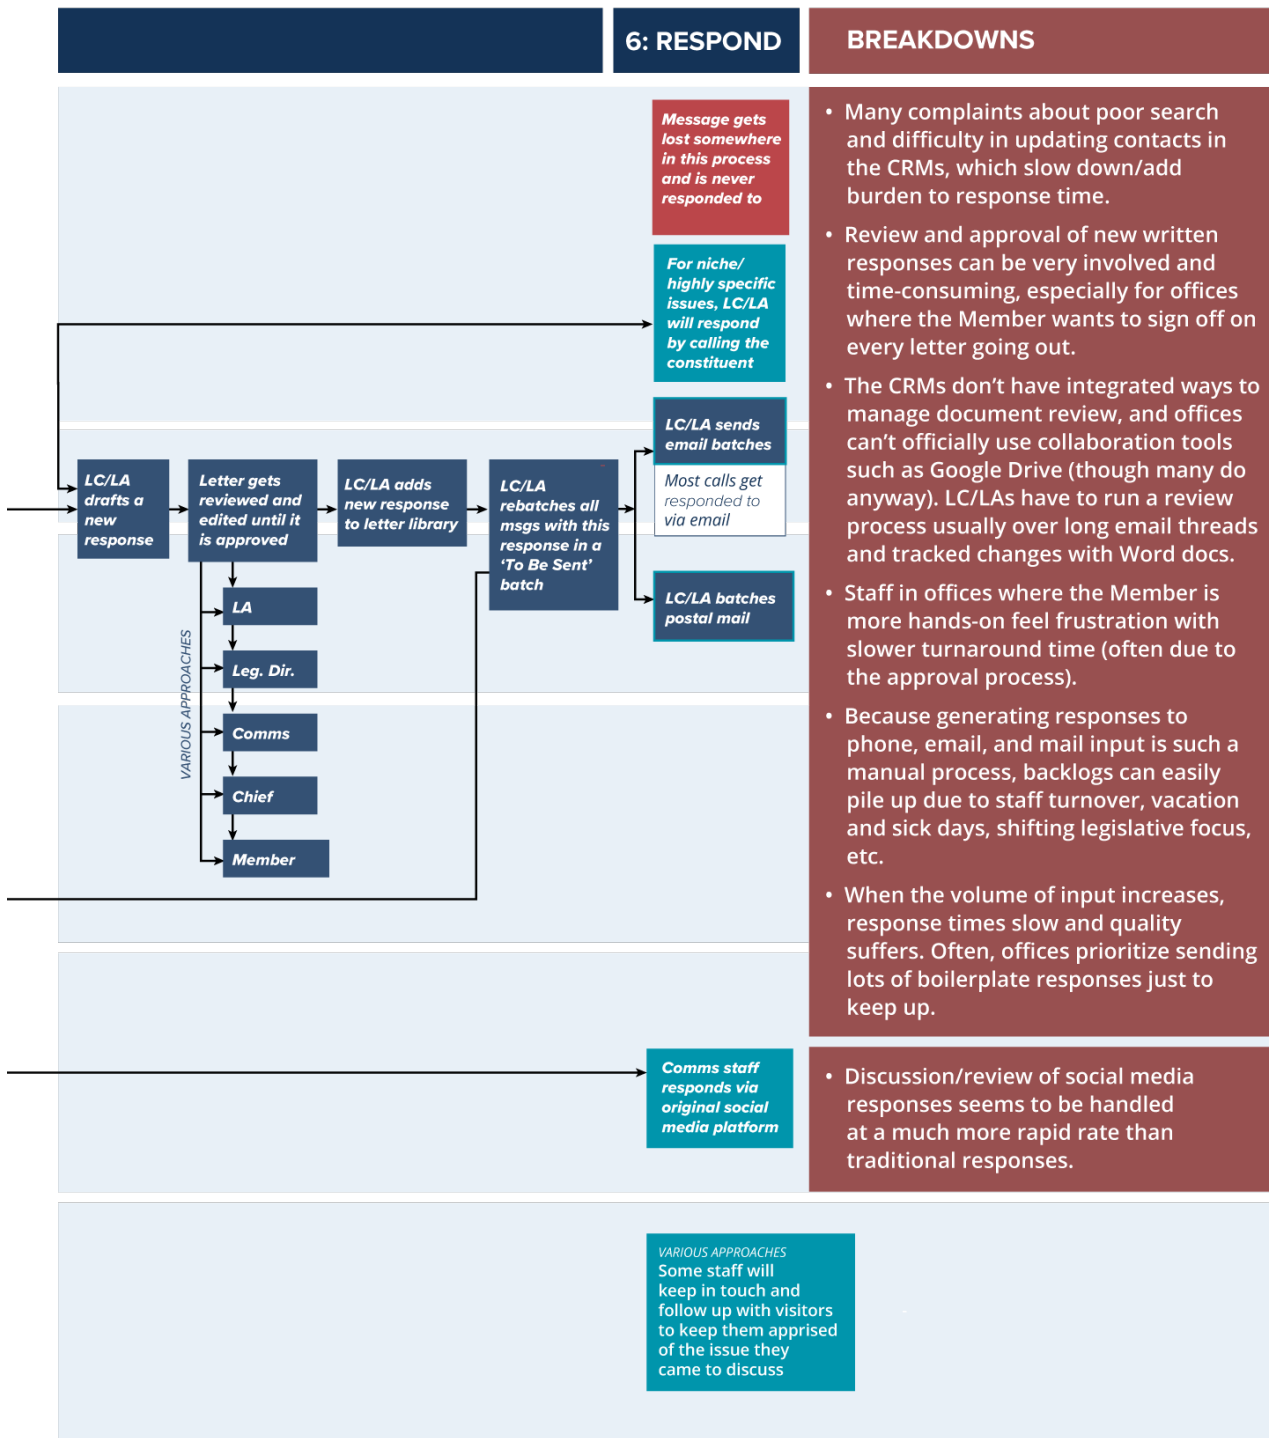 6: RESPOND
BREAKDOWNS
Message gets
lost somewhere
in this process
and is never
responded to
For niche/
highly specific
issues, LC/LA
will respond
by calling the
constituent
LC/LA
drafts a
new
response
Letter gets
reviewed and
edited until it
is approved
LC/LA adds
new response
to letter library
LC/LA
rebatches all
msgs with this
response in a
‘To Be Sent’
batch
LC/LA sends
email batches
Most calls get
responded to
via email
LC/LA batches
postal mail
VARIOUS APPROACHES
LA
Leg. Dir.
Comms
Chief
Member
Comms staff
responds via
original social
media platform
VARIOUS APPROACHES
Some staff will
keep in touch and
follow up with visitors
to keep them apprised
of the issue they
came to discuss
• Many complaints about poor search
and difficulty in updating contacts in
the CRMs, which slow down/add
burden to response time.
• Review and approval of new written
responses can be very involved and
time-consuming, especially for offices
where the Member wants to sign off on
every letter going out.
• The CRMs don’t have integrated ways to
manage document review, and offices
can’t officially use collaboration tools
such as Google Drive (though many do
anyway). LC/LAs have to run a review
process usually over long email threads
and tracked changes with Word docs.
• Staff in offices where the Member is
more hands-on feel frustration with
slower turnaround time (often due to
the approval process).
• Because generating responses to
phone, email, and mail input is such a
manual process, backlogs can easily
pile up due to staff turnover, vacation
and sick days, shifting legislative focus,
etc.
• When the volume of input increases,
response times slow and quality
suffers. Often, offices prioritize sending
lots of boilerplate responses just to
keep up.
• Discussion/review of social media
responses seems to be handled
at a much more rapid rate than
traditional responses.